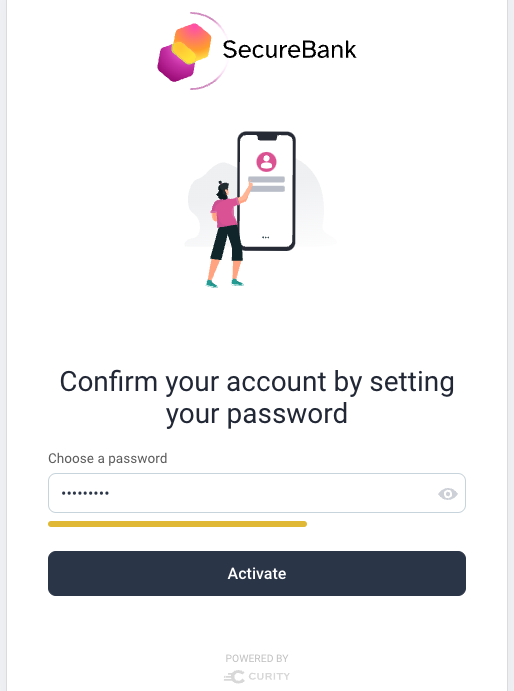 SecureBank
Confirm your account by setting
your password
Choose a password
•••••••••
Activate
POWERED BY
CURITY